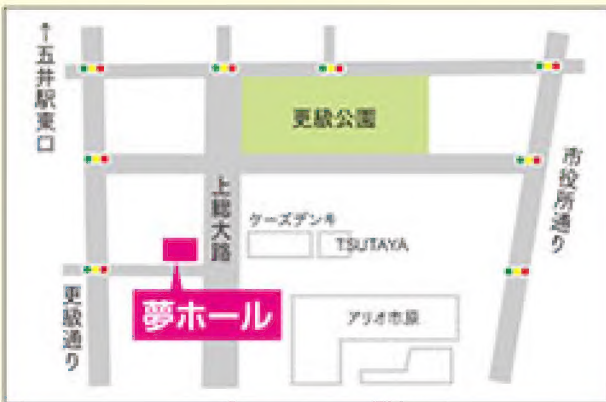 ↑五井駅東口
更級公園
市役所通り
上総大路
ケーズデンキ
TSUTAYA
夢ホール
更級通り
アリオ市原